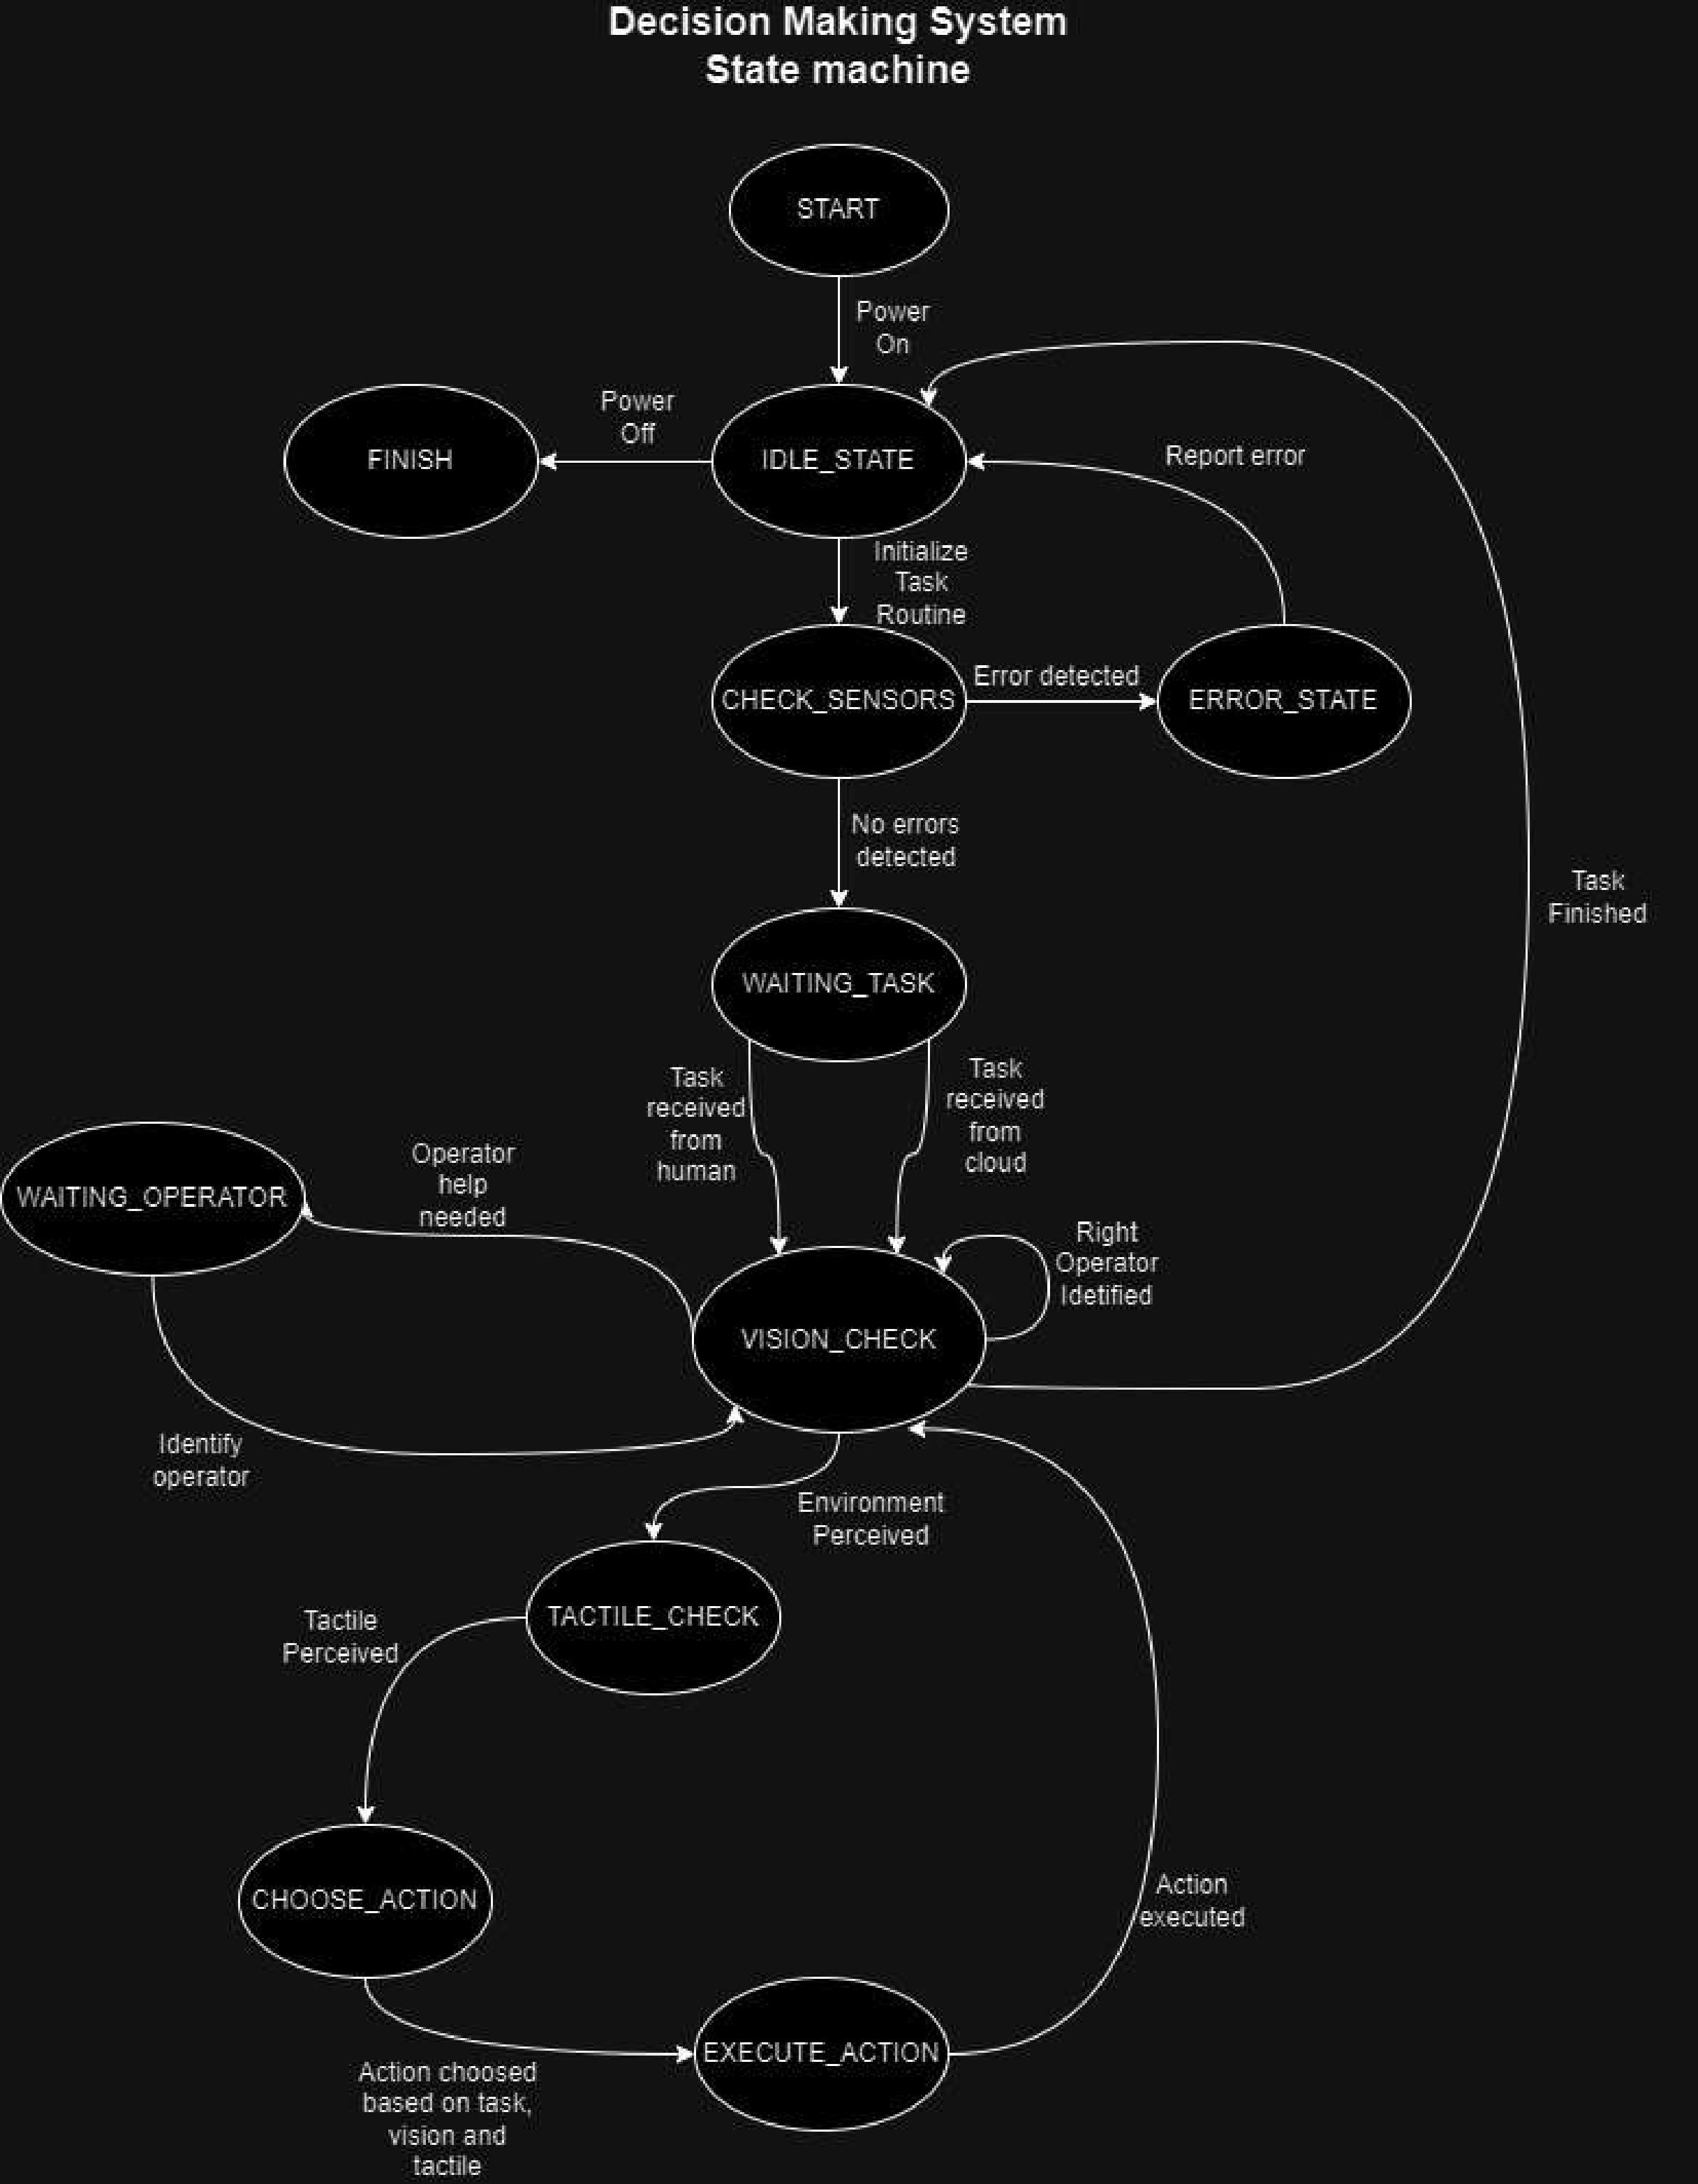 Decision Making System
State machine
START
Power
On
Power
Off
FINISH
IDLE_STATE
Report error
Initialize
Task
Routine
CHECK_SENSORS
Error detected
ERROR_STATE
No errors
detected
Task
Finished
WAITING_TASK
Task
received
from
human
Task
received
from
cloud
WAITING_OPERATOR
Operator
help
needed
Right
Operator
Idetified
VISION_CHECK
Identify
operator
Environment
Perceived
TACTILE_CHECK
Tactile
Perceived
CHOOSE_ACTION
Action
executed
EXECUTE_ACTION
Action choosed
based on task,
vision and
tactile